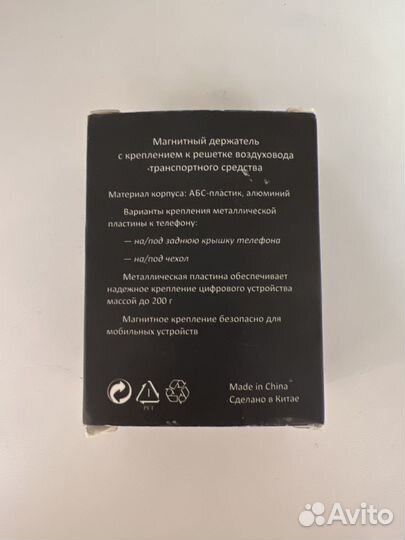 Магнитный держатель
с креплением к решетке воздуховода
-транспортного средства
Материал корпуса: АБС-пластик, алюминий
Варианты крепления металлической
пластины к телефону:
— на/под заднюю крышку телефона
— на/под чехол
Металлическая пластина обеспечивает
надежное крепление цифрового устройства
массой до 200 г
Магнитное крепление безопасно для
мобильных устройств
PET
Made in China
Сделано в Китае
Avito